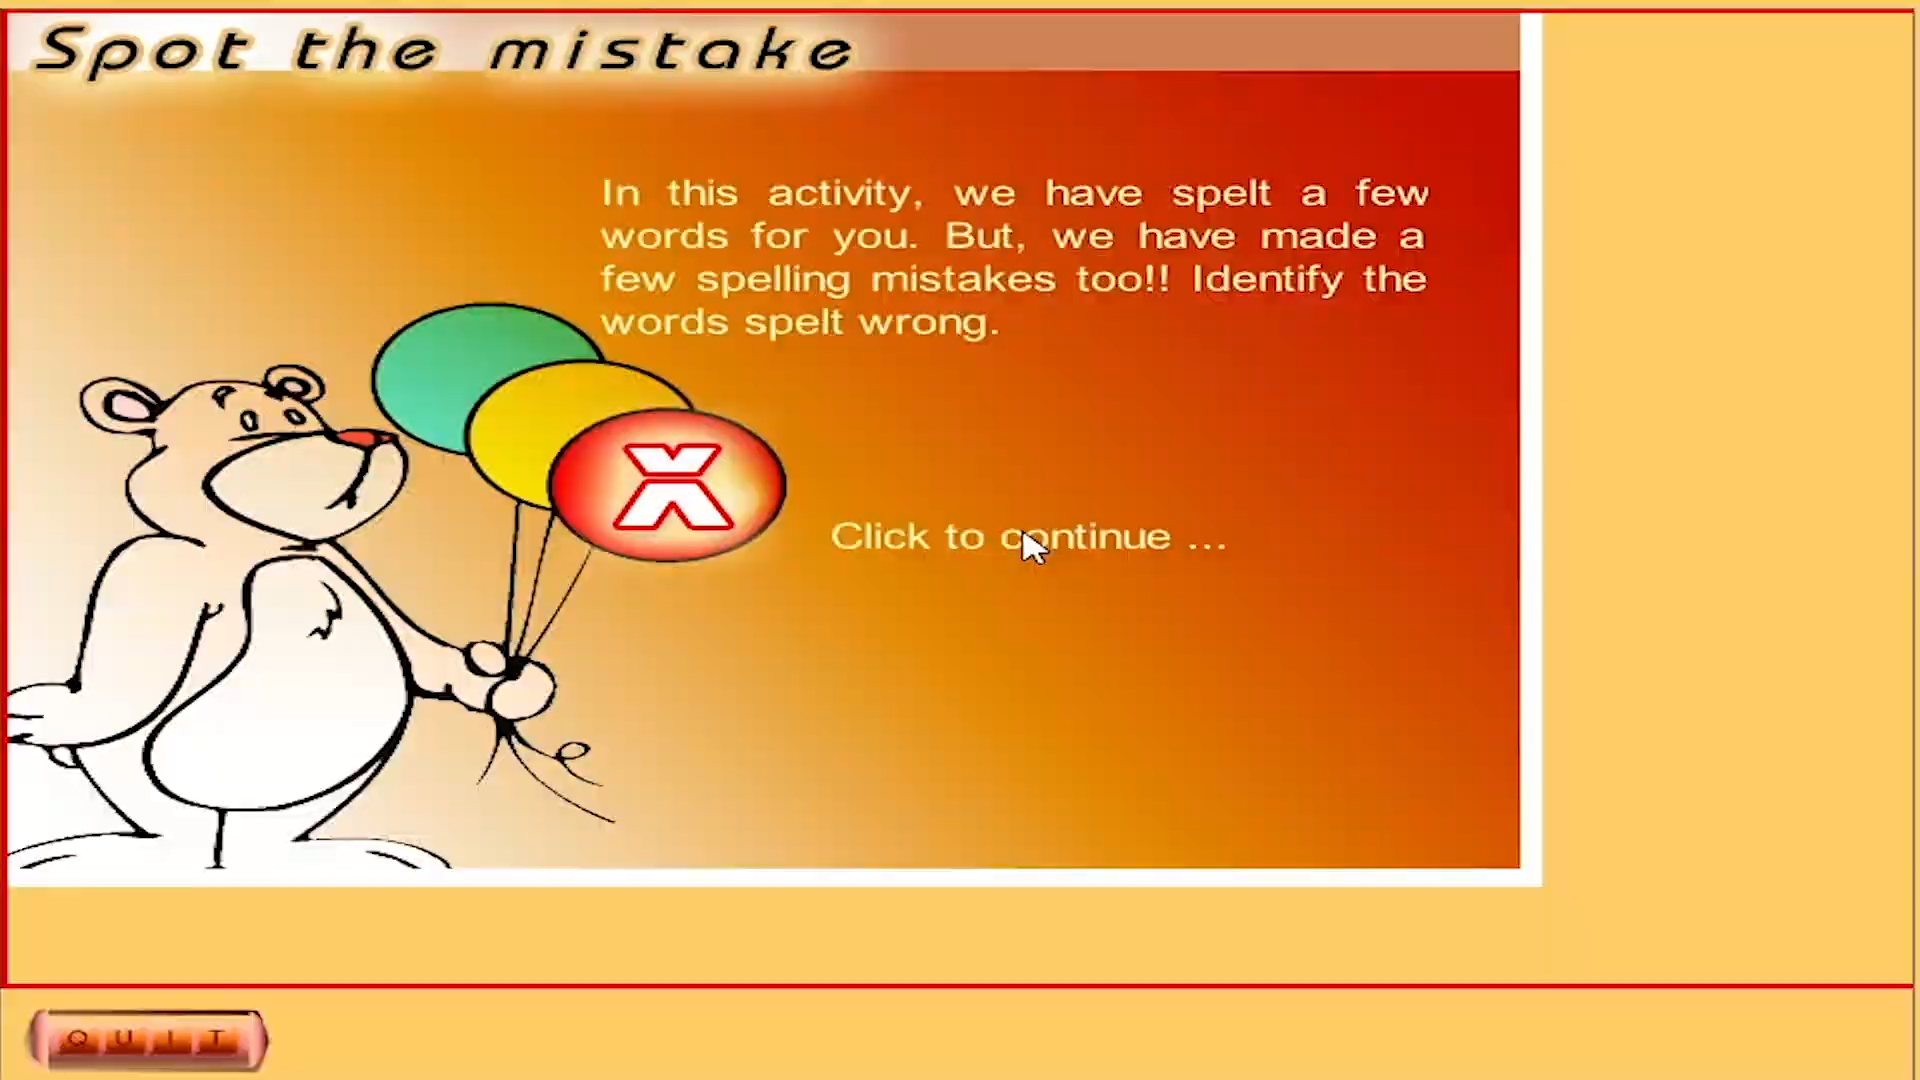 Spot the mistake
In this activity, we have spelt a few
words for you. But, we have made a
few spelling mistakes too!! Identify the
words spelt wrong.
X
Click to continue ...
QUIT